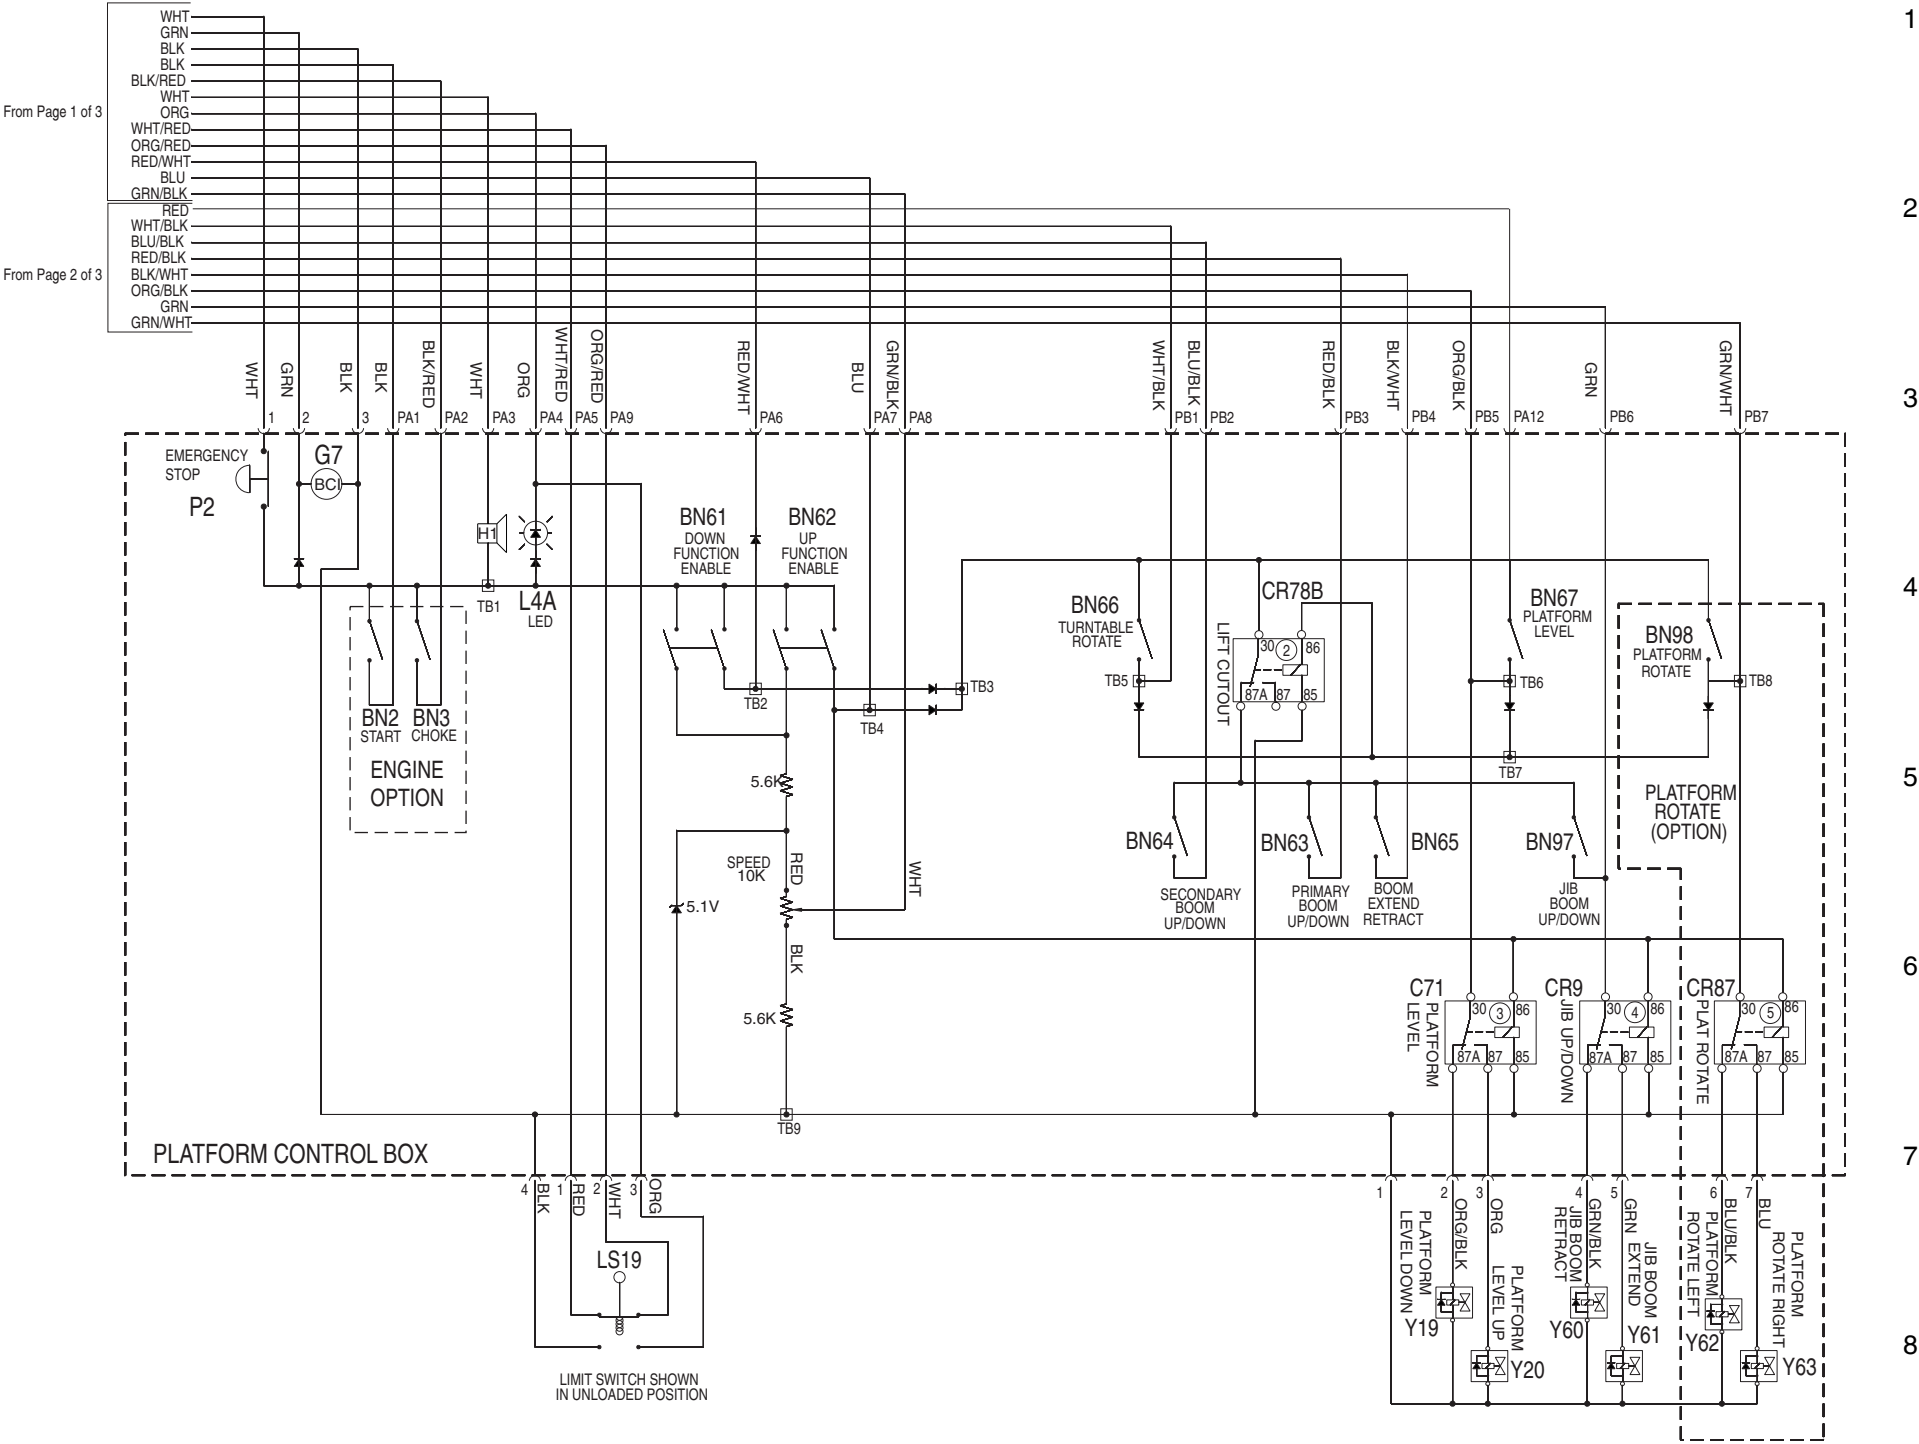 WHT
GRN
BLK
BLK
BLK/RED
WHT
From Page 1 of 3
ORG
WHT/RED
ORG/RED
RED/WHT
BLU
GRN/BLK
RED
WHT/BLK
BLU/BLK
RED/BLK
From Page 2 of 3
BLK/WHT
ORG/BLK
GRN
GRN/WHT
1
2
3
4
5
6
7
8
WHT
GRN
BLK
BLK
BLK/RED
WHT
ORG
WHT/RED
ORG/RED
RED/WHT
BLU
GRN/BLK
WHT/BLK
BLU/BLK
RED/BLK
BLK/WHT
ORG/BLK
GRN
GRN/WHT
1
2
3
PA1
PA2
PA3
PA4
PA5
PA9
PA6
PA7
PA8
PB1
PB2
PB3
PB4
PB5
PA12
PB6
PB7
EMERGENCY
STOP
P2
G7
BCI
H1
TB1
L4A
LED
BN2
START
BN3
CHOKE
ENGINE
OPTION
BN61
DOWN
FUNCTION
ENABLE
BN62
UP
FUNCTION
ENABLE
TB2
TB4
TB3
5.6K
SPEED
10K
RED
WHT
5.1V
BLK
5.6K
TB9
BN66
TURNTABLE
ROTATE
TB5
CR78B
LIFT CUTOUT
30
2
86
87A
87
85
BN67
PLATFORM
LEVEL
TB6
TB7
BN98
PLATFORM
ROTATE
TB8
PLATFORM
ROTATE
(OPTION)
BN64
SECONDARY
BOOM
UP/DOWN
BN63
PRIMARY
BOOM
UP/DOWN
BN65
BOOM
EXTEND
RETRACT
BN97
JIB
BOOM
UP/DOWN
C71
PLATFORM
LEVEL
30
3
86
87A
87
85
CR9
JIB UP/DOWN
30
4
86
87A
87
85
CR87
PLAT ROTATE
30
5
86
87A
87
85
PLATFORM CONTROL BOX
4
BLK
1
RED
2
WHT
3
ORG
LS19
LIMIT SWITCH SHOWN
IN UNLOADED POSITION
1
2
3
4
5
6
7
ORG/BLK
PLATFORM
LEVEL DOWN
Y19
ORG
PLATFORM
LEVEL UP
Y20
GRN/BLK
JIB BOOM
RETRACT
Y60
GRN
JIB BOOM
EXTEND
Y61
BLU/BLK
PLATFORM
ROTATE LEFT
Y62
BLU
PLATFORM
ROTATE RIGHT
Y63